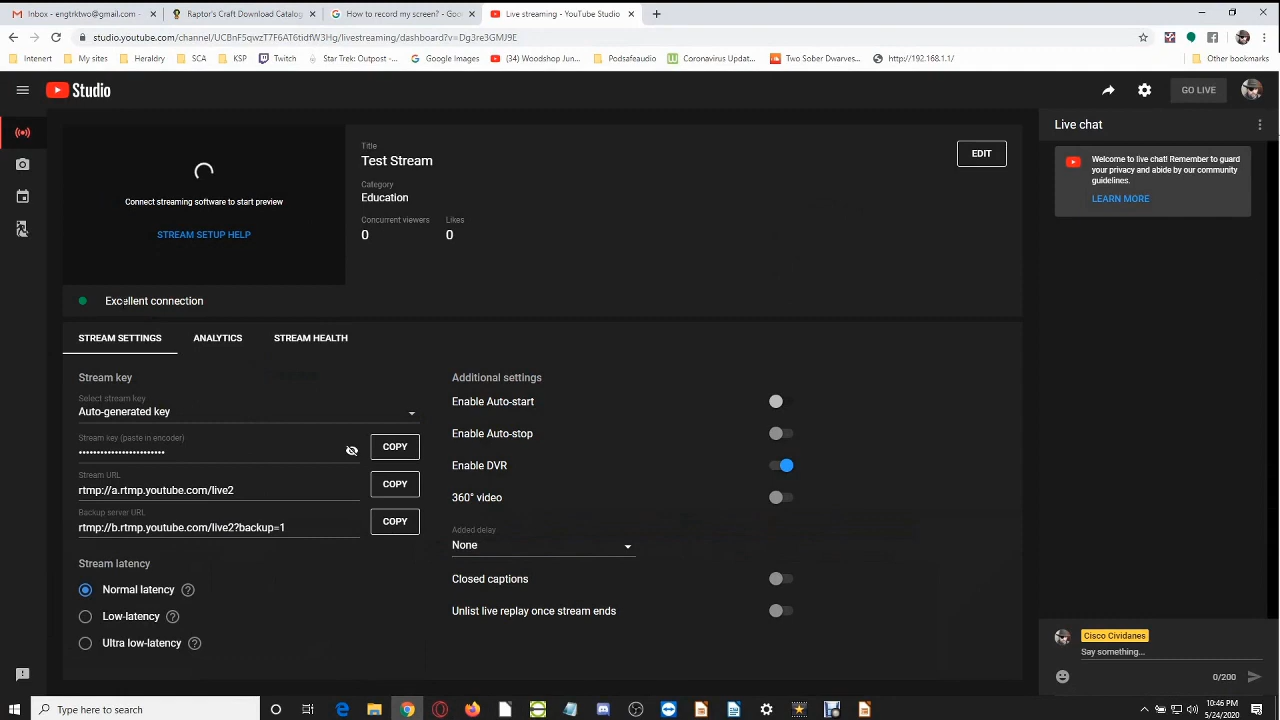 Inbox - engtrktwo@gmail.com -
Raptor's Craft Download Catalog
How to record my screen? - Goo
Live streaming - YouTube Studio
studio.youtube.com/channel/UCBnF5qwzT7F6AT6tidfW3Hg/livestreaming/dashboard?v=Dg3re3GMJ9E
Intenert
My sites
Heraldry
SCA
KSP
Twitch
Star Trek: Outpost -...
Google Images
(34) Woodshop Jun...
Podsafeaudio
Coronavirus Updat...
Two Sober Dwarves...
http://192.168.1.1/
Other bookmarks
Studio
GO LIVE
Connect streaming software to start preview
STREAM SETUP HELP
Title
Test Stream
EDIT
Category
Education
Concurrent viewers
Likes
0
0
Excellent connection
STREAM SETTINGS
ANALYTICS
STREAM HEALTH
Stream key
Select stream key
Auto-generated key
Stream key (paste in encoder)
•••••••••••••••••••••••
COPY
Stream URL
rtmp://a.rtmp.youtube.com/live2
COPY
Backup server URL
rtmp://b.rtmp.youtube.com/live2?backup=1
COPY
Stream latency
Normal latency
Low-latency
Ultra low-latency
Additional settings
Enable Auto-start
Enable Auto-stop
Enable DVR
360° video
Added delay
None
Closed captions
Unlist live replay once stream ends
Live chat
Welcome to live chat! Remember to guard
your privacy and abide by our community
guidelines.
LEARN MORE
Cisco Cividanes
Say something...
0/200
Type here to search
10:46 PM
5/24/2020